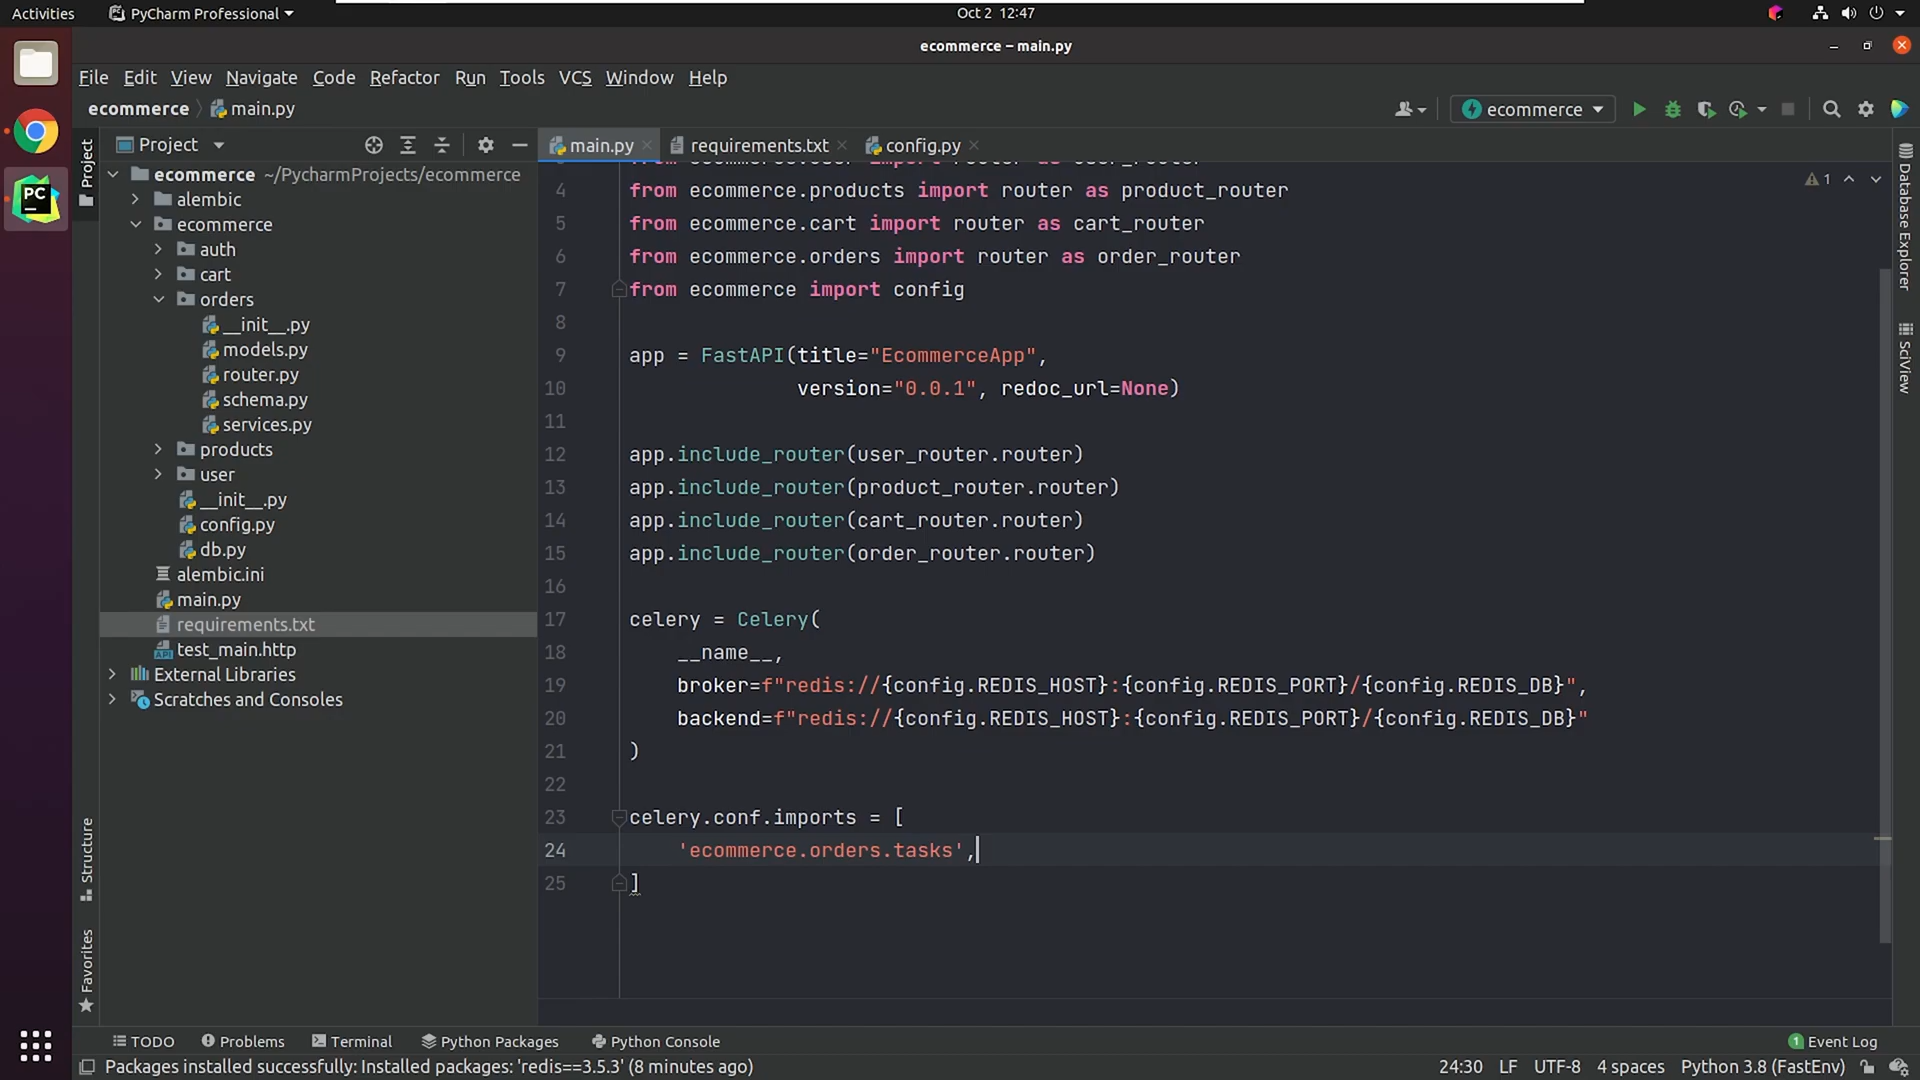 Activities
PyCharm Professional
Oct 2 12:47
ecommerce – main.py
File Edit View Navigate Code Refactor Run Tools VCS Window Help
ecommerce
main.py
ecommerce
Project
main.py
requirements.txt
config.py
Project
ecommerce ~/PycharmProjects/ecommerce
alembic
ecommerce
auth
cart
orders
__init__.py
models.py
router.py
schema.py
services.py
products
user
__init__.py
config.py
db.py
alembic.ini
main.py
requirements.txt
test_main.http
External Libraries
Scratches and Consoles
Structure
Favorites
Database Explorer
SciView
1
4 from ecommerce.products import router as product_router
5 from ecommerce.cart import router as cart_router
6 from ecommerce.orders import router as order_router
7 from ecommerce import config
8
9 app = FastAPI(title="EcommerceApp",
10 version="0.0.1", redoc_url=None)
11
12 app.include_router(user_router.router)
13 app.include_router(product_router.router)
14 app.include_router(cart_router.router)
15 app.include_router(order_router.router)
16
17 celery = Celery(
18 __name__,
19 broker=f"redis://{config.REDIS_HOST}:{config.REDIS_PORT}/{config.REDIS_DB}",
20 backend=f"redis://{config.REDIS_HOST}:{config.REDIS_PORT}/{config.REDIS_DB}"
21 )
22
23 celery.conf.imports = [
24 'ecommerce.orders.tasks',
25 ]
TODO
Problems
Terminal
Python Packages
Python Console
1 Event Log
Packages installed successfully: Installed packages: 'redis==3.5.3' (8 minutes ago)
24:30 LF UTF-8 4 spaces Python 3.8 (FastEnv)